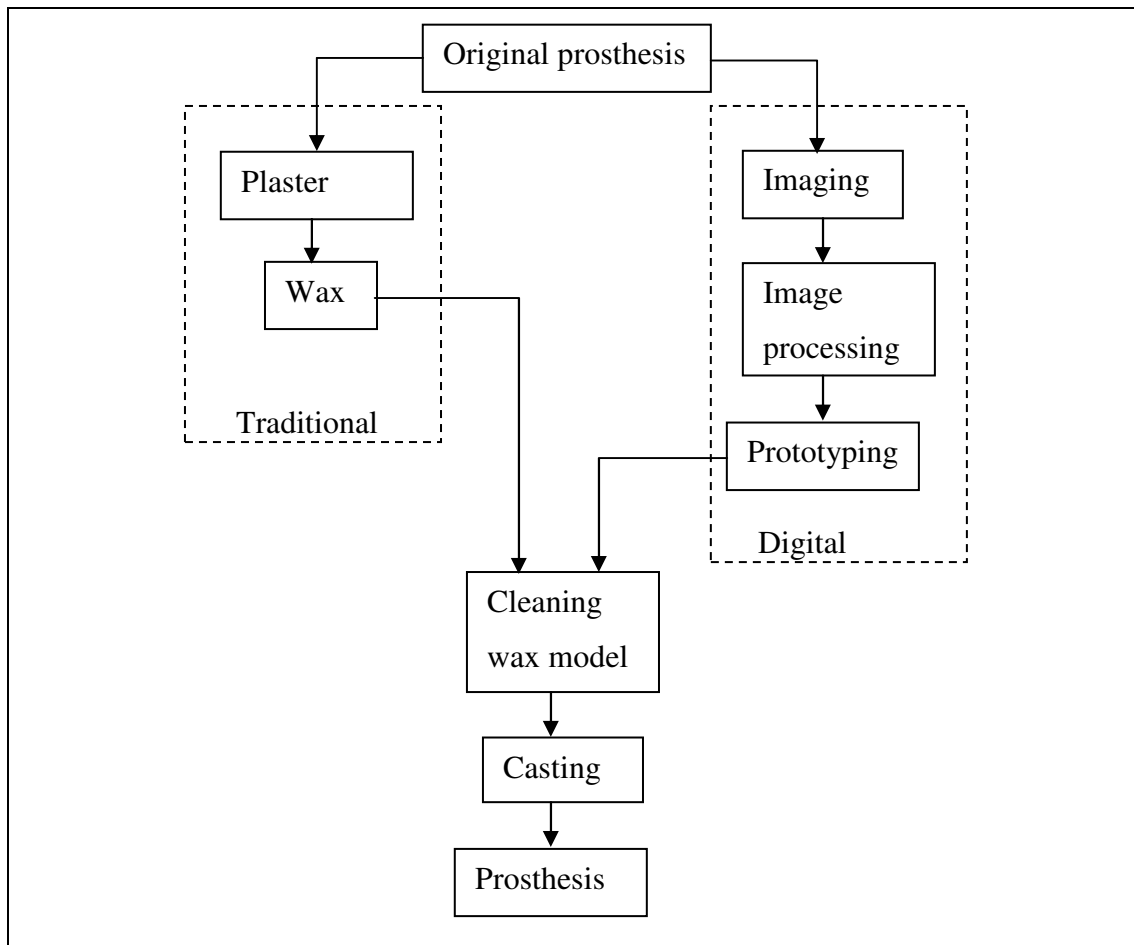 Original prosthesis
Plaster
Wax
Traditional
Imaging
Image
processing
Prototyping
Digital
Cleaning
wax model
Casting
Prosthesis